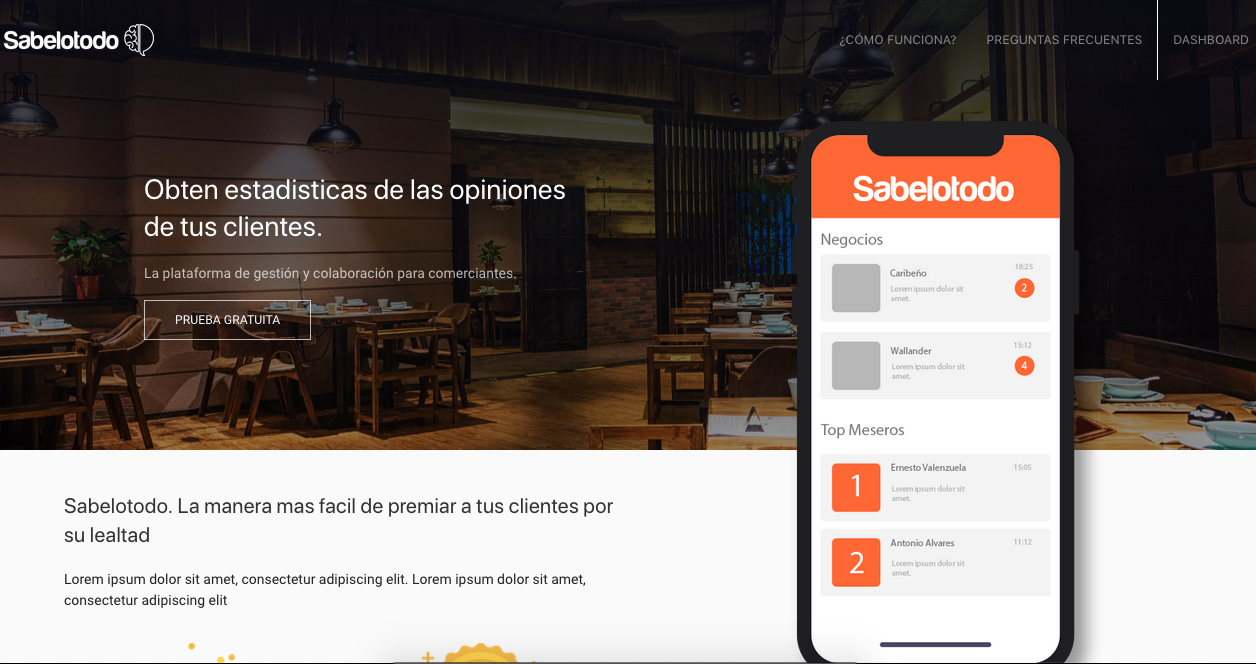 Sabelotodo
¿CÓMO FUNCIONA?
PREGUNTAS FRECUENTES
DASHBOARD
Obten estadisticas de las opiniones
de tus clientes.
La plataforma de gestión y colaboración para comerciantes.
PRUEBA GRATUITA
Sabelotodo. La manera mas facil de premiar a tus clientes por
su lealtad
Lorem ipsum dolor sit amet, consectetur adipiscing elit. Lorem ipsum dolor sit amet,
consectetur adipiscing elit
Sabelotodo
Negocios
Caribeño
18:25
Lorem ipsum dolor sit
amet.
2
Wallander
13:12
Lorem ipsum dolor sit
amet.
4
Top Meseros
1
Ernesto Valenzuela
15:05
Lorem ipsum dolor sit
amet.
2
Antonio Alvares
11:12
Lorem ipsum dolor sit
amet.